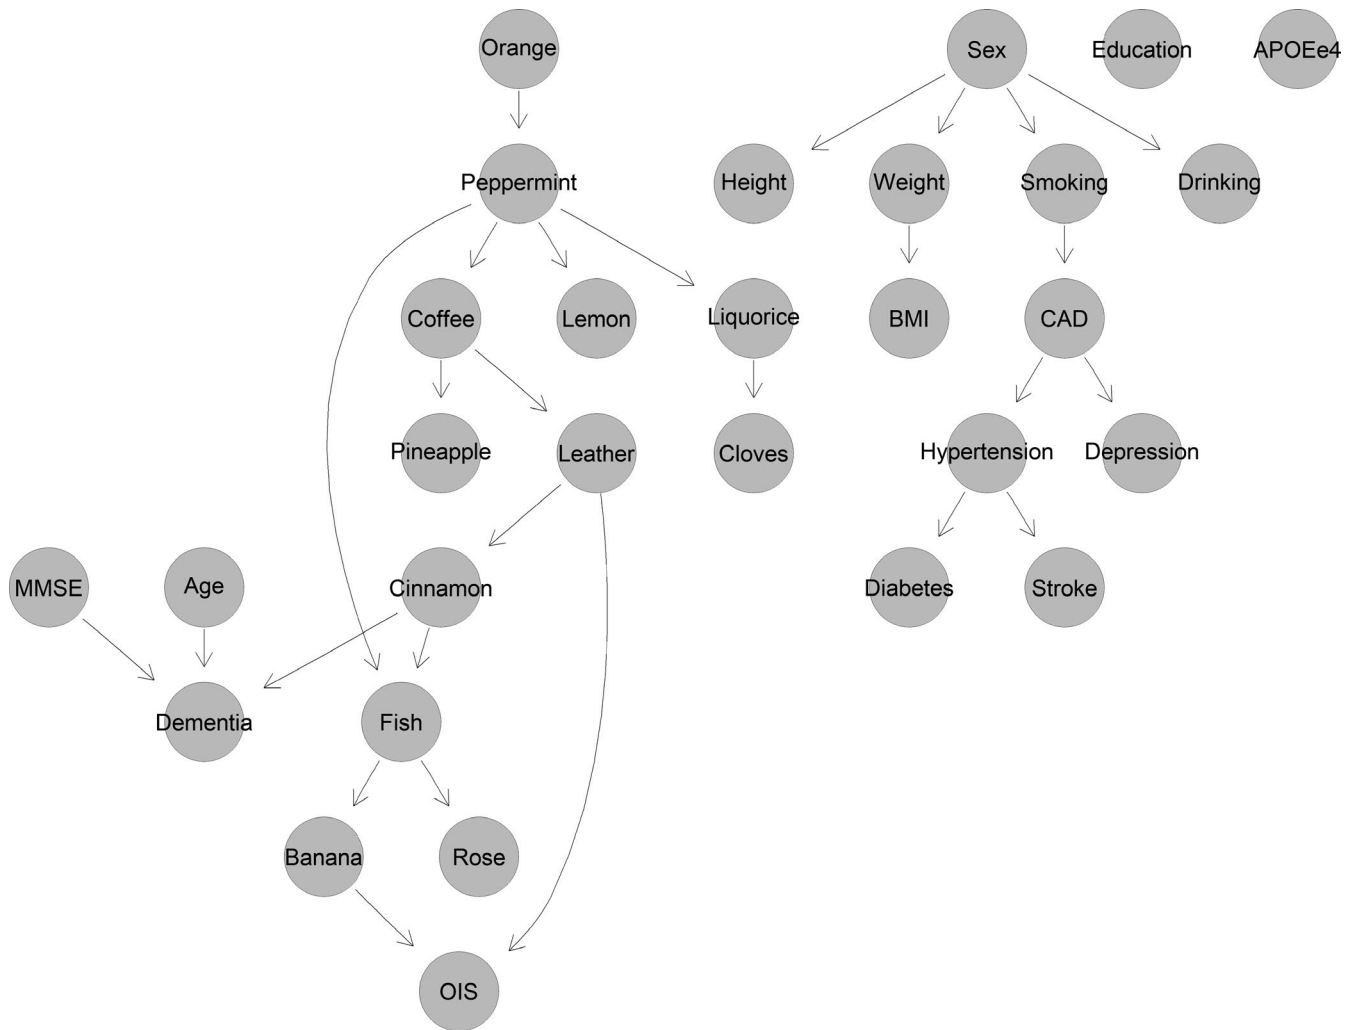 Orange
Sex
Education
APOEe4
Peppermint
Height
Weight
Smoking
Drinking
Coffee
Lemon
Liquorice
BMI
CAD
Pineapple
Leather
Cloves
Hypertension
Depression
MMSE
Age
Cinnamon
Diabetes
Stroke
Dementia
Fish
Banana
Rose
OIS